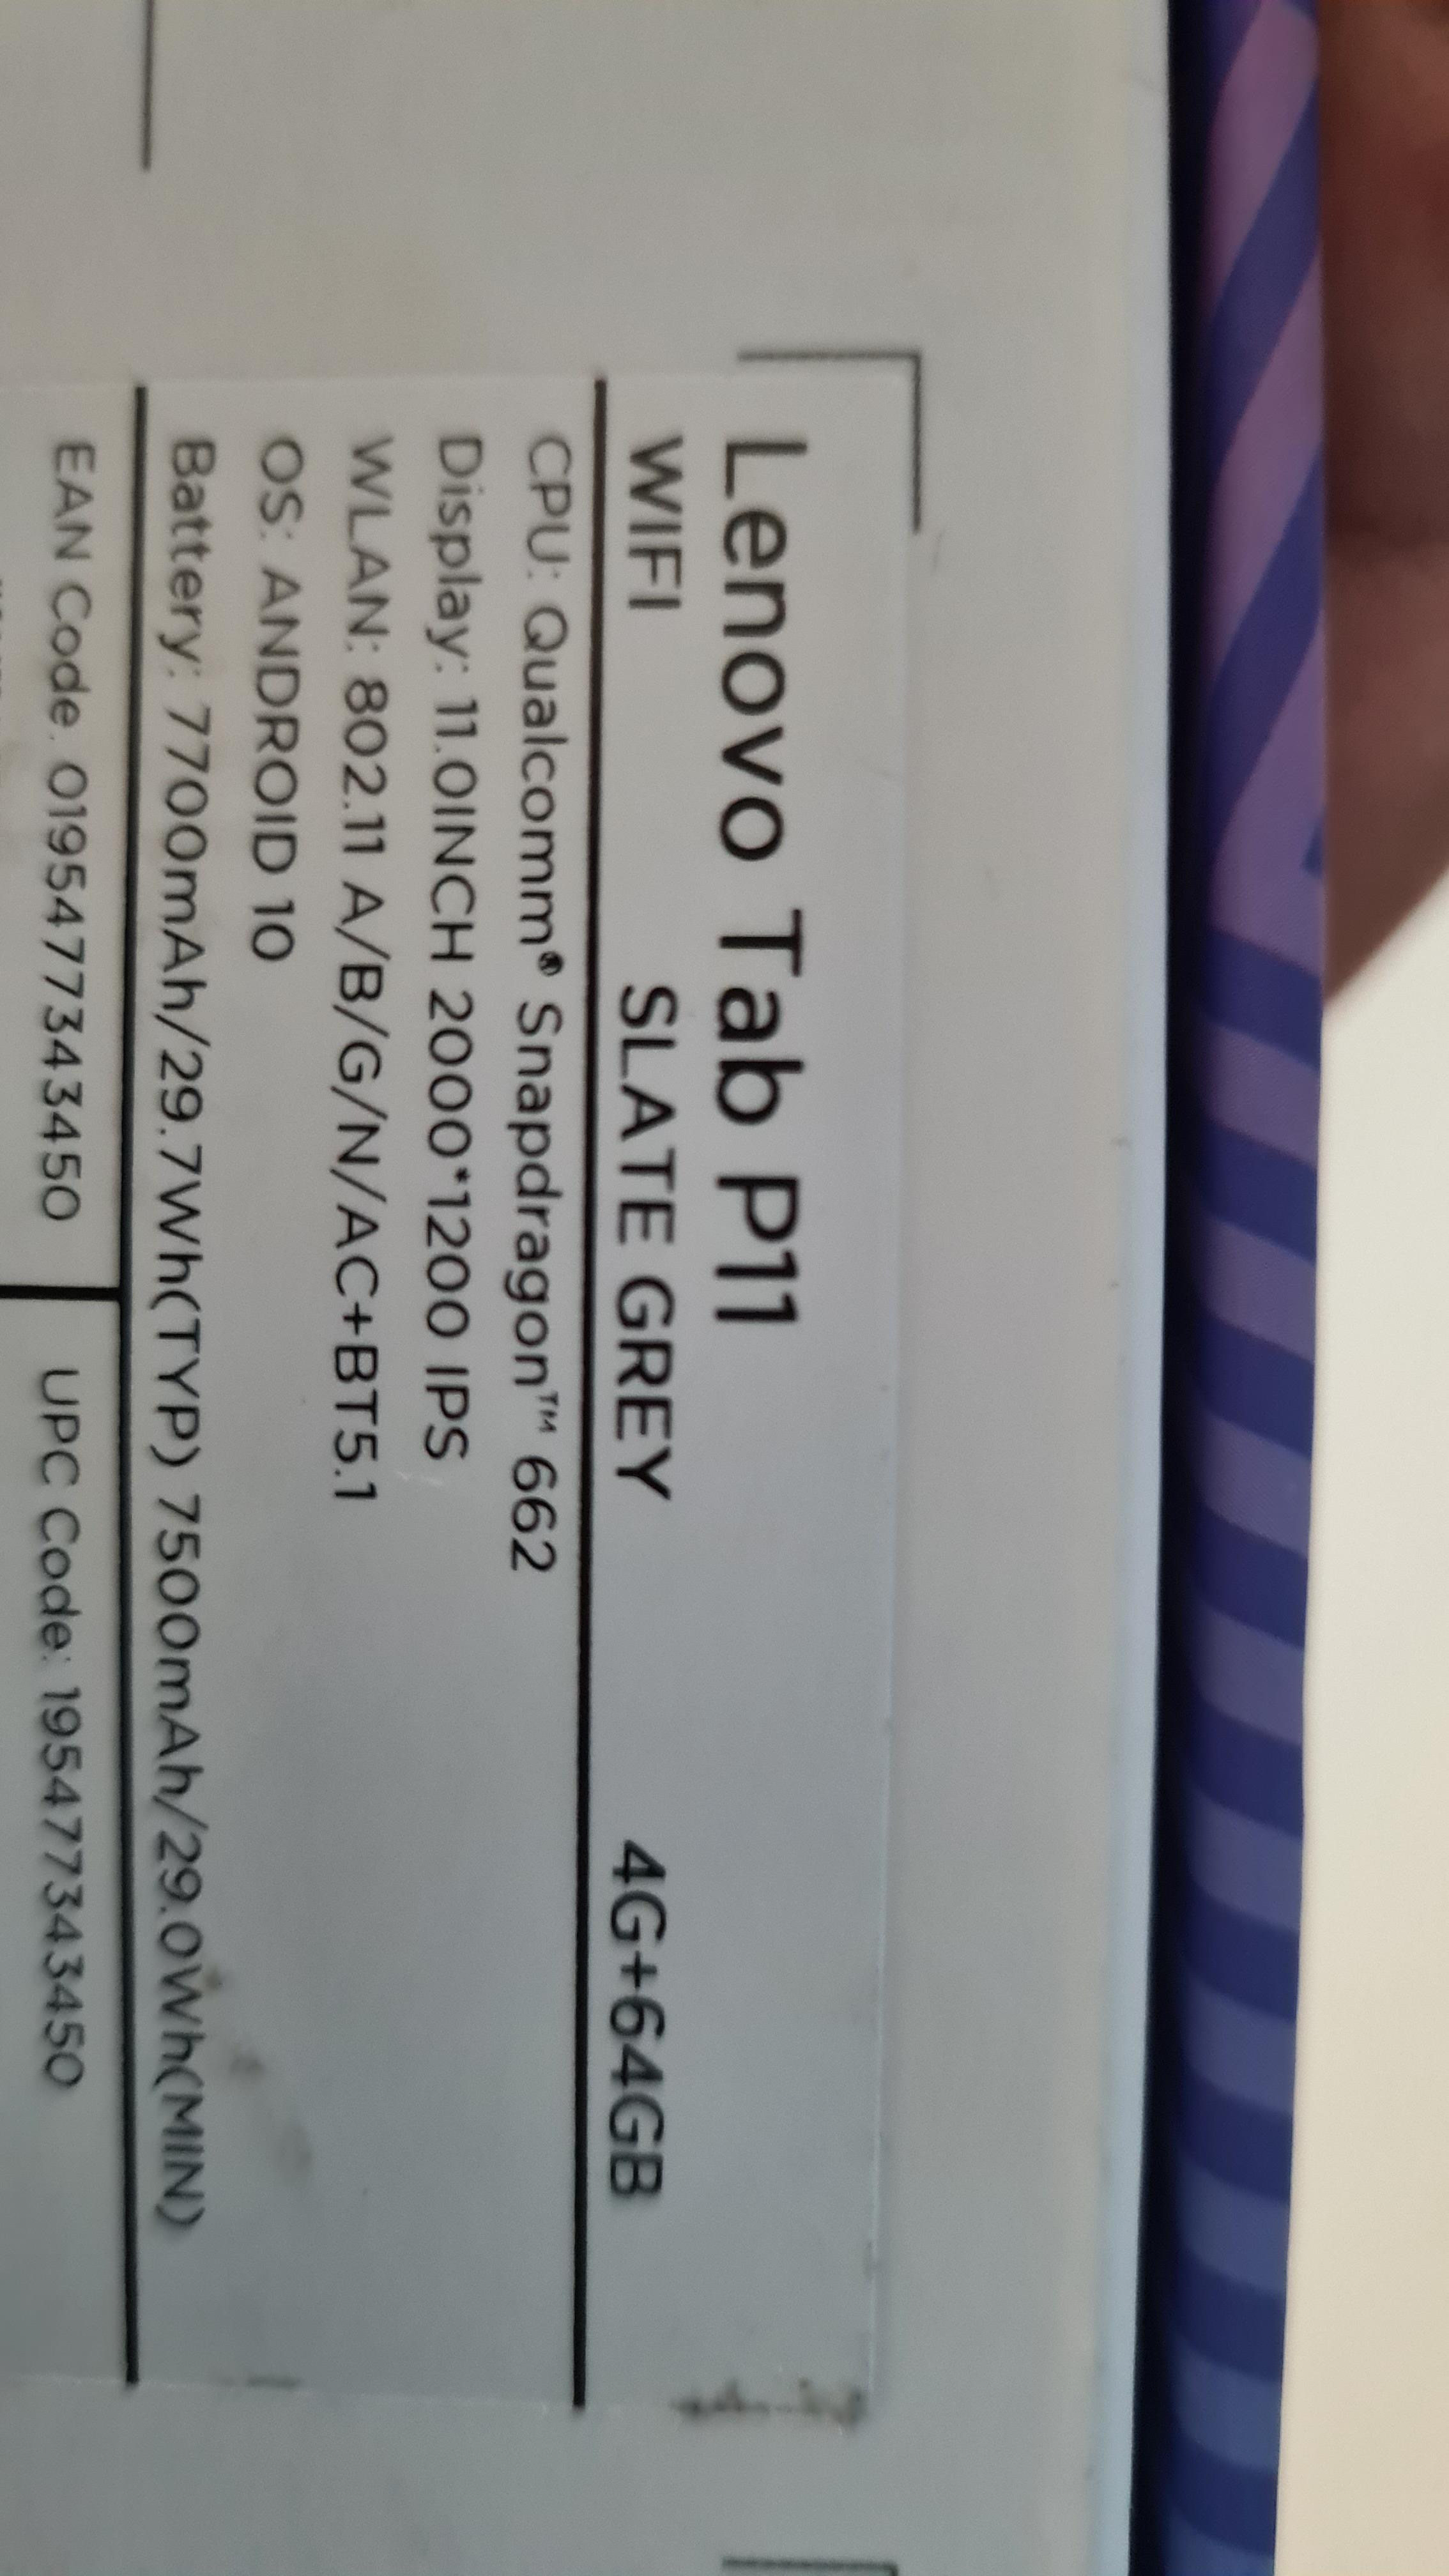 Lenovo Tab P11
WIFI SLATE GREY 4G+64GB
CPU: Qualcomm® Snapdragon™ 662
Display: 11.0INCH 2000*1200 IPS
WLAN: 802.11 A/B/G/N/AC+BT5.1
OS: ANDROID 10
Battery: 7700mAh/29.7Wh(TYP) 7500mAh/29.0Wh(MIN)
EAN Code. 0195477343450 UPC Code: 195477343450